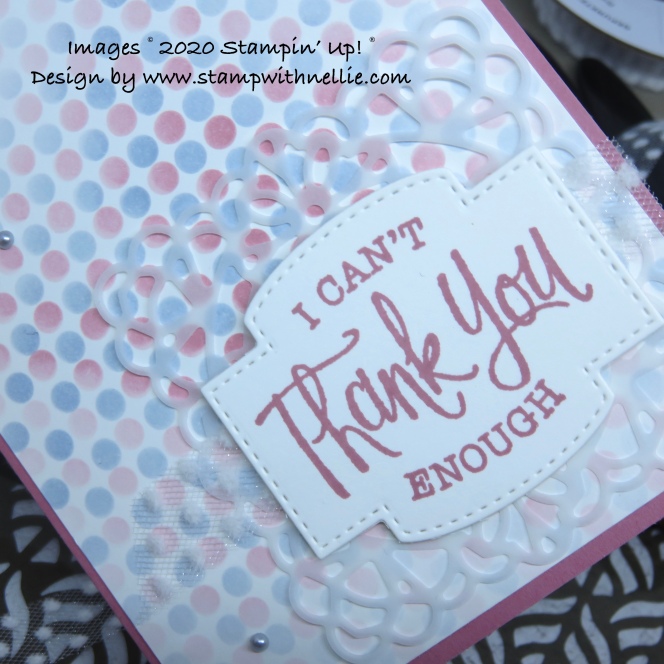 Images © 2020 Stampin' Up! ®
Design by www.stampwithnellie.com
I CAN'T
Thank You
ENOUGH